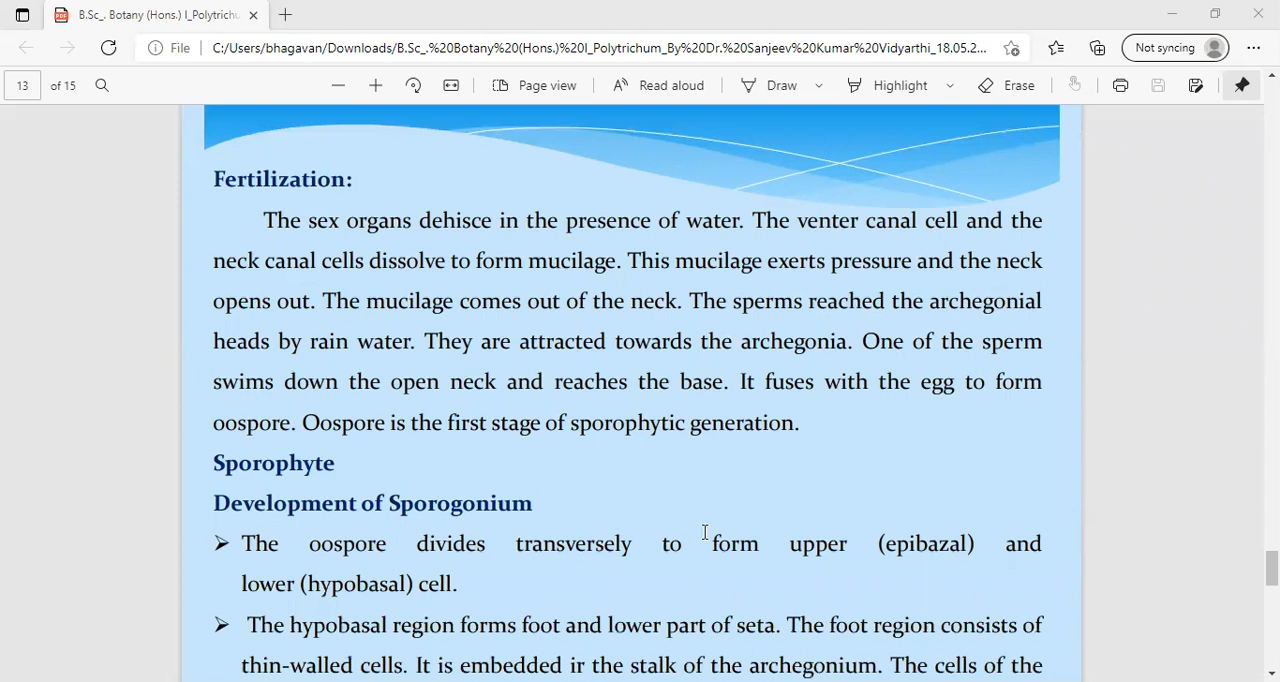 B.Sc_. Botany (Hons.) I_Polytrichu
File C:/Users/bhagavan/Downloads/B.Sc_.%20Botany%20(Hons.)%20I_Polytrichum_By%20Dr.%20Sanjeev%20Kumar%20Vidyarthi_18.05.2... Not syncing
13 of 15 Page view Read aloud Draw Highlight Erase
Fertilization:
The sex organs dehisce in the presence of water. The venter canal cell and the
neck canal cells dissolve to form mucilage. This mucilage exerts pressure and the neck
opens out. The mucilage comes out of the neck. The sperms reached the archegonial
heads by rain water. They are attracted towards the archegonia. One of the sperm
swims down the open neck and reaches the base. It fuses with the egg to form
oospore. Oospore is the first stage of sporophytic generation.
Sporophyte
Development of Sporogonium
The oospore divides transversely to form upper (epibazal) and
lower (hypobasal) cell.
The hypobasal region forms foot and lower part of seta. The foot region consists of
thin-walled cells. It is embedded ir the stalk of the archegonium. The cells of the